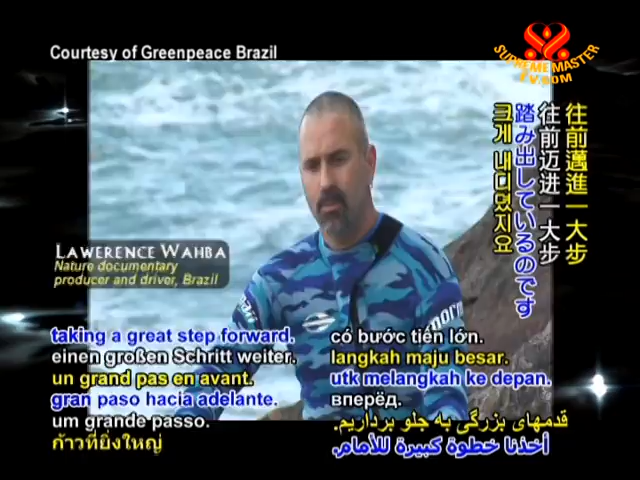 Courtesy of Greenpeace Brazil
SUPREME MASTER
TV.COM
往前邁進一大步
往前迈进一大步
踏み出しているのです
크게 내디뎠지요
LAWERENCE WAHBA
Nature documentary
producer and driver, Brazil
taking a great step forward.
einen großen Schritt weiter.
un grand pas en avant.
gran paso hacia adelante.
um grande passo.
ก้าวที่ยิ่งใหญ่
có bước tiến lớn.
langkah maju besar.
utk melangkah ke depan.
вперёд.
قدمهای بزرگی به جلو برداریم.
أخذنا خطوة كبيرة للأمام.